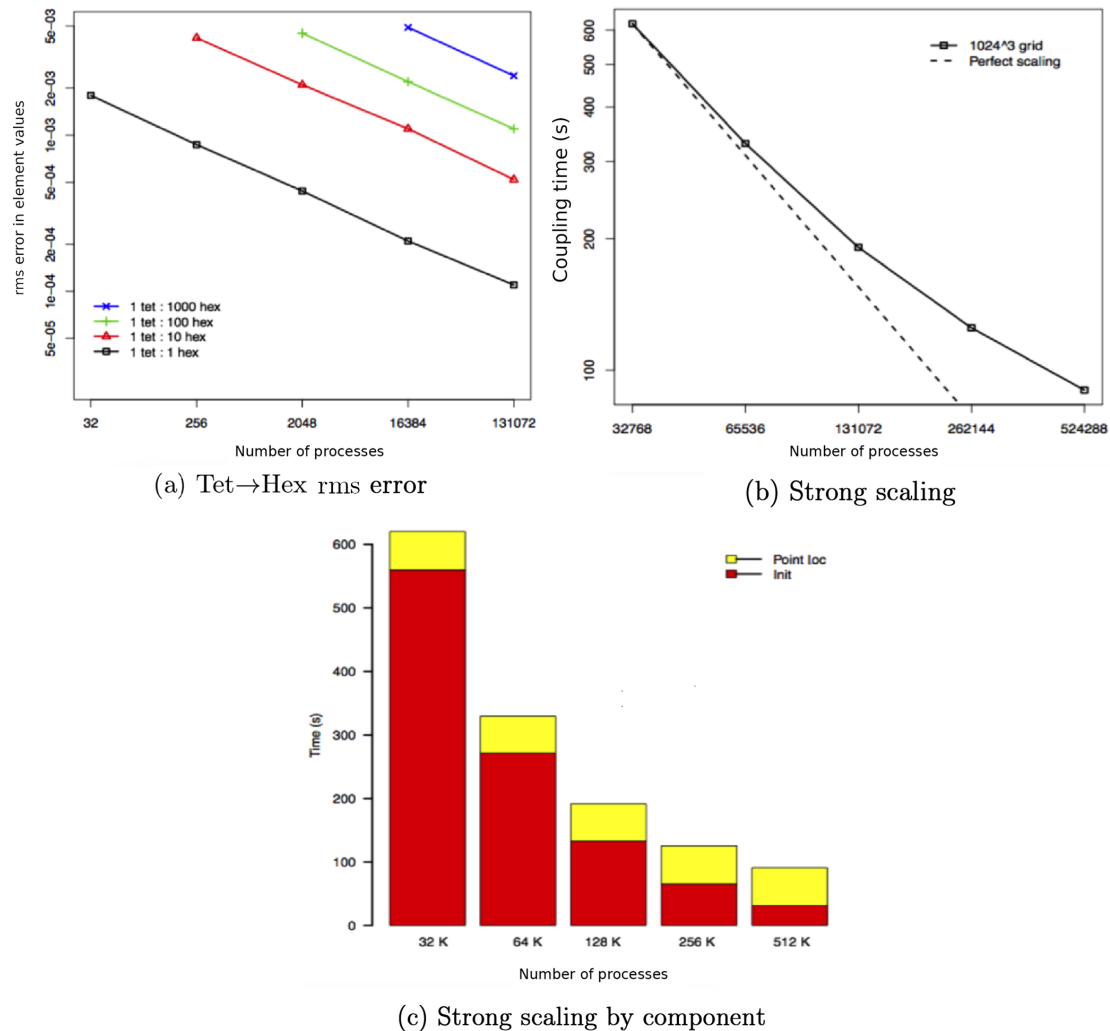 5e-03
2e-03
1e-03
5e-04
2e-04
1e-04
5e-05
rms error in element values
1 tet : 1000 hex
1 tet : 100 hex
1 tet : 10 hex
1 tet : 1 hex
32 256 2048 16384 131072
Number of processes
(a) Tet→Hex rms error
600
500
400
300
200
100
Coupling time (s)
1024^3 grid
Perfect scaling
32768 65536 131072 262144 524288
Number of processes
(b) Strong scaling
600
500
400
300
200
100
0
Time (s)
Point loc
Init
32 K 64 K 128 K 256 K 512 K
Number of processes
(c) Strong scaling by component